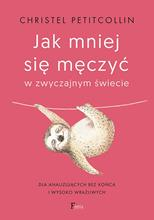 CHRISTEL PETITCOLLIN
Jak mniej
się męczyć
w zwyczajnym świecie
DLA ANALIZUJĄCYCH BEZ KOŃCA
I WYSOKO WRAŻLIWYCH